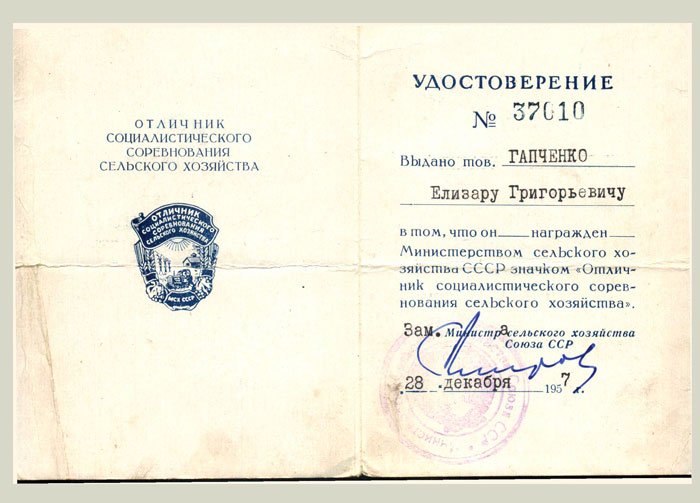 ОТЛИЧНИК
СОЦИАЛИСТИЧЕСКОГО
СОРЕВНОВАНИЯ
СЕЛЬСКОГО ХОЗЯЙСТВА
ОТЛИЧНИК
СОЦИАЛИСТИЧЕСКОГО
СОРЕВНОВАНИЯ
СЕЛЬСКОГО ХОЗЯЙСТВА
МСХ СССР
УДОСТОВЕРЕНИЕ
№ 37010
Выдано тов. ГАПЧЕНКО
Елизару Григорьевичу
в том, что он награжден
Министерством сельского хо-
зяйства СССР значком «Отлич-
ник социалистического сорев-
нования сельского хозяйства».
Зам. Министра сельского хозяйства
Союза ССР
28 декабря 1957 г.
СОЮЗА ССР